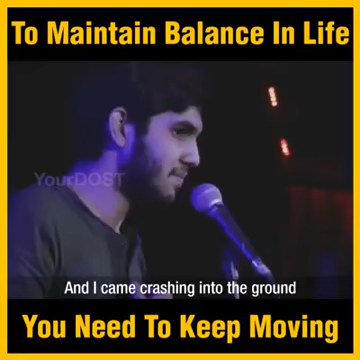 To Maintain Balance In Life
YourDOST
And I came crashing into the ground
You Need To Keep Moving